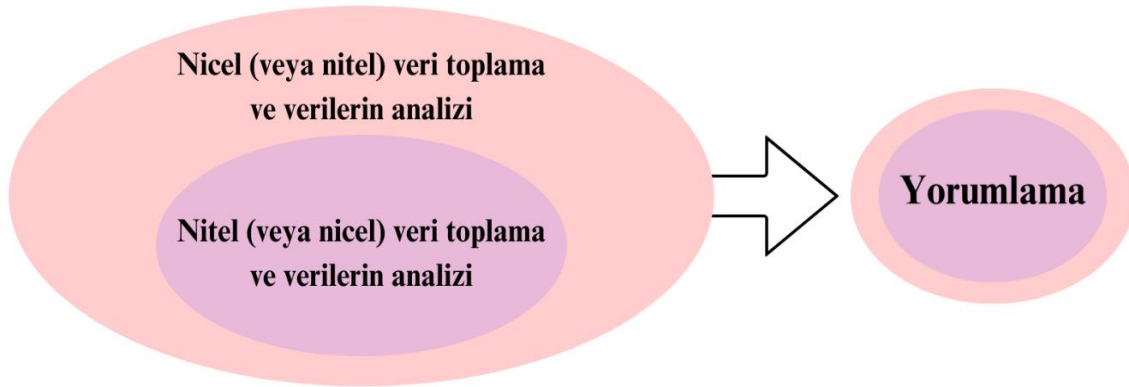 Nicel (veya nitel) veri toplama
ve verilerin analizi
Nitel (veya nicel) veri toplama
ve verilerin analizi
Yorumlama